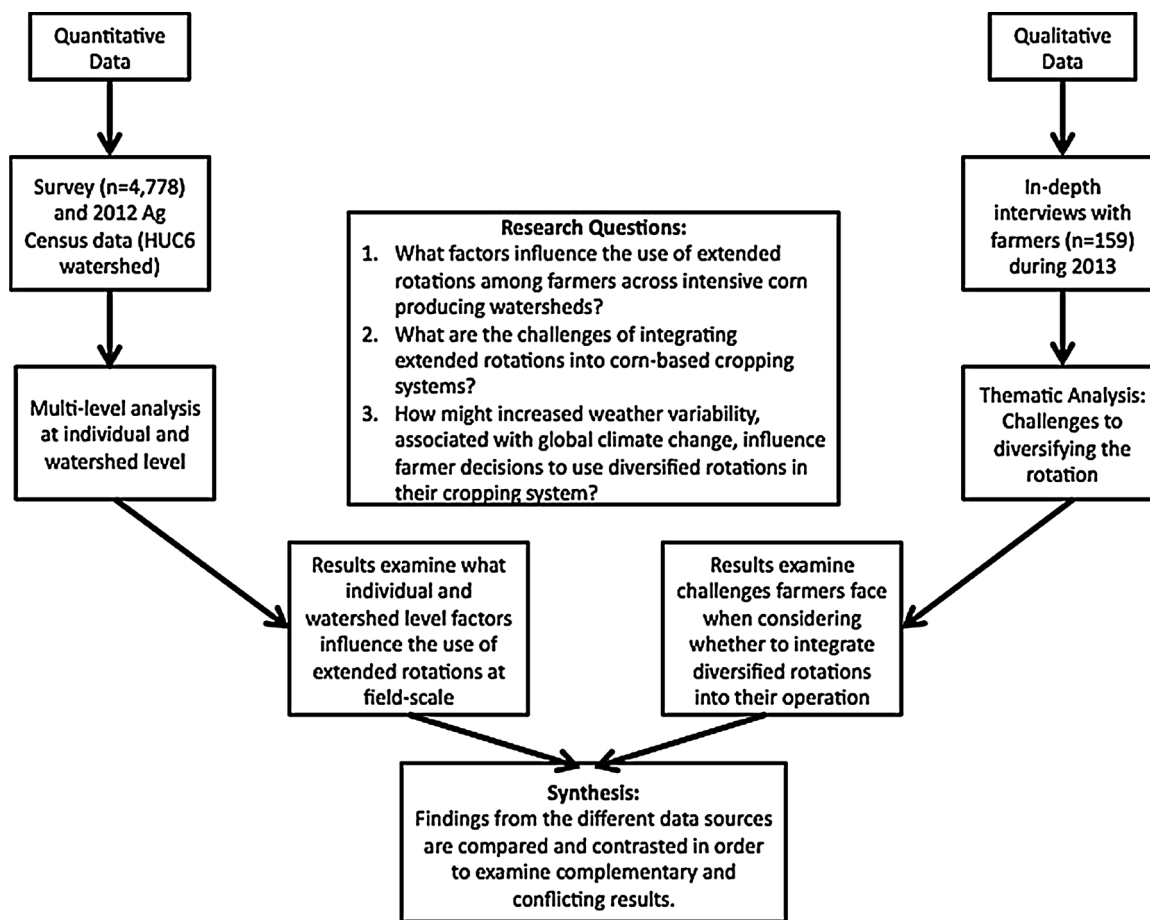 Quantitative
Data
Qualitative
Data
Survey (n=4,778)
and 2012 Ag
Census data (HUC6
watershed)
In-depth
interviews with
farmers (n=159)
during 2013
Research Questions:
1. What factors influence the use of extended
rotations among farmers across intensive corn
producing watersheds?
2. What are the challenges of integrating
extended rotations into corn-based cropping
systems?
3. How might increased weather variability,
associated with global climate change, influence
farmer decisions to use diversified rotations in
their cropping system?
Multi-level analysis
at individual and
watershed level
Thematic Analysis:
Challenges to
diversifying the
rotation
Results examine what
individual and
watershed level factors
influence the use of
extended rotations at
field-scale
Results examine
challenges farmers face
when considering
whether to integrate
diversified rotations
into their operation
Synthesis:
Findings from the different data sources
are compared and contrasted in order
to examine complementary and
conflicting results.